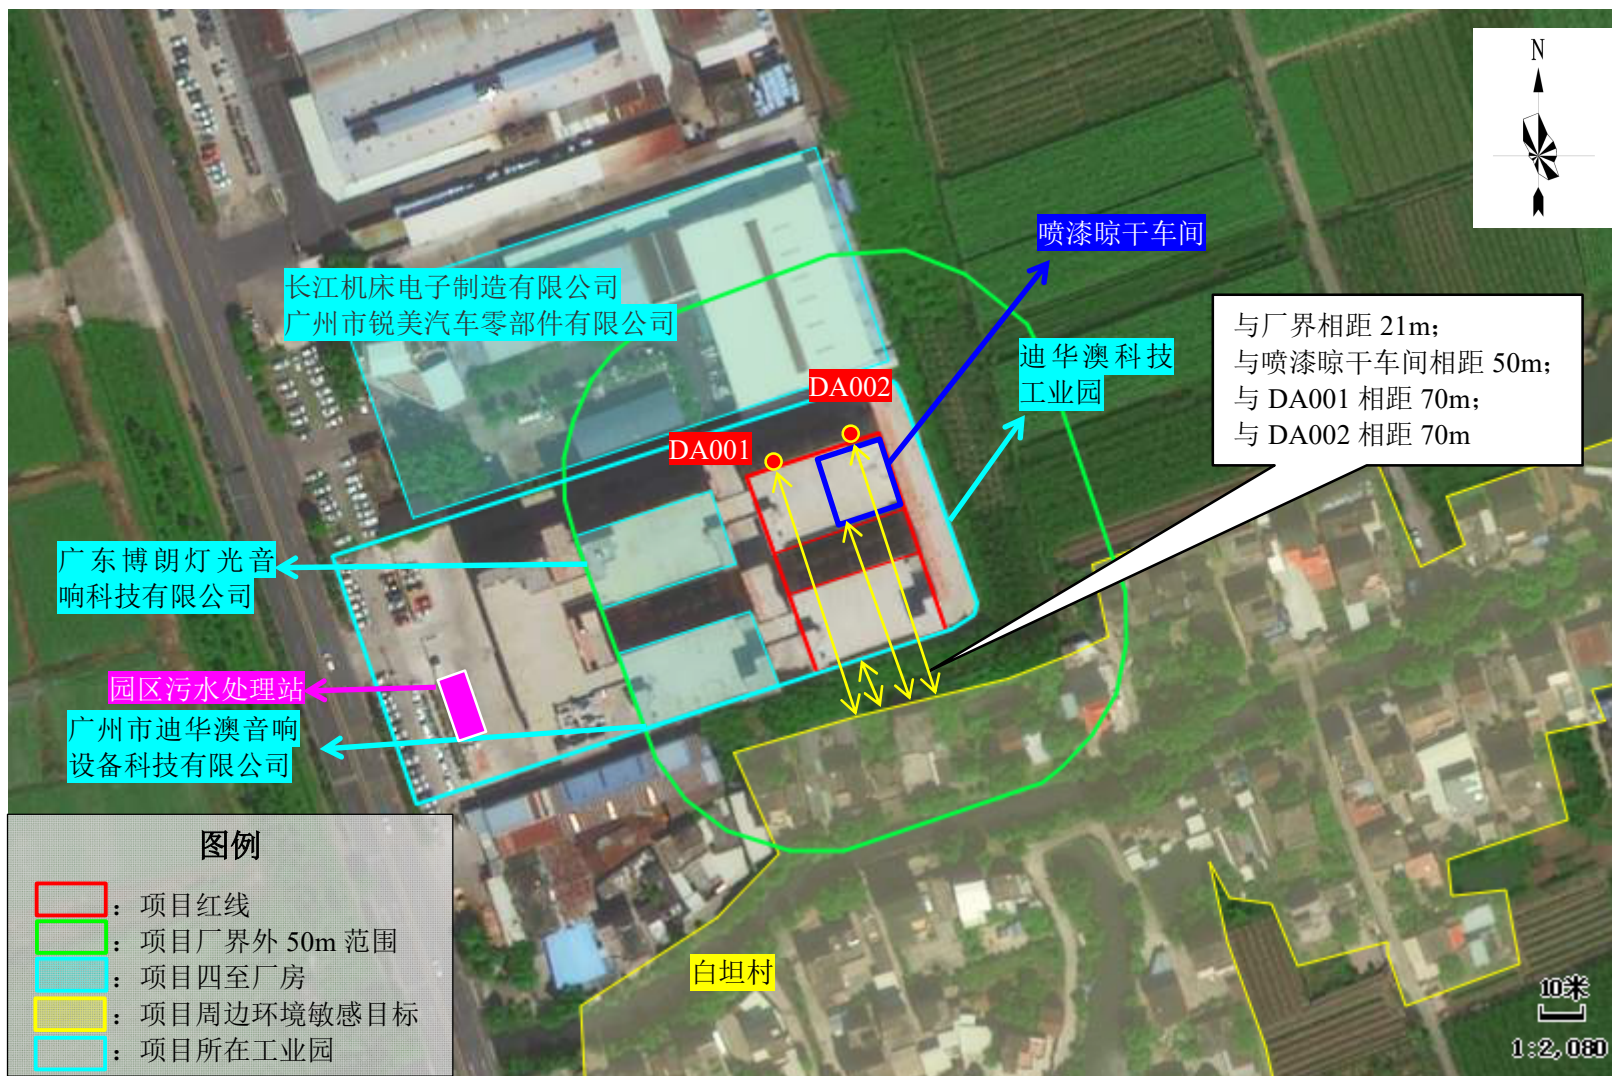 N
喷漆晾干车间
长江机床电子制造有限公司
广州市锐美汽车零部件有限公司
与厂界相距 21m；
与喷漆晾干车间相距 50m；
与 DA001 相距 70m；
与 DA002 相距 70m
迪华澳科技
工业园
DA002
DA001
广东博朗灯光音
响科技有限公司
园区污水处理站
广州市迪华澳音响
设备科技有限公司
图例
：项目红线
：项目厂界外 50m 范围
：项目四至厂房
：项目周边环境敏感目标
：项目所在工业园
白坦村
10米
1:2,080